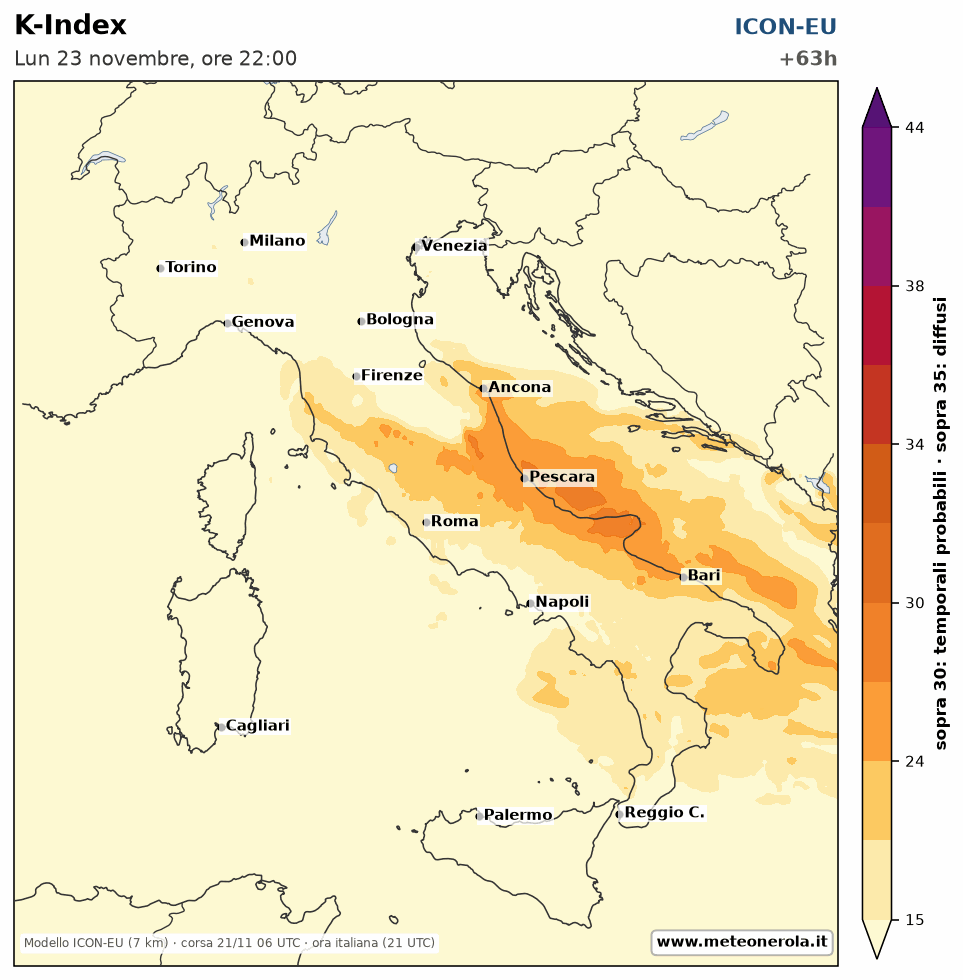 K-Index
ICON-EU
Lun 23 novembre, ore 22:00
+63h
44
38
34
30
24
15
sopra 30: temporali probabili · sopra 35: diffusi
Milano
Venezia
Torino
Genova
Bologna
Firenze
Ancona
Pescara
Roma
Bari
Napoli
Cagliari
Palermo
Reggio C.
Modello ICON-EU (7 km) · corsa 21/11 06 UTC · ora italiana (21 UTC)
www.meteonerola.it